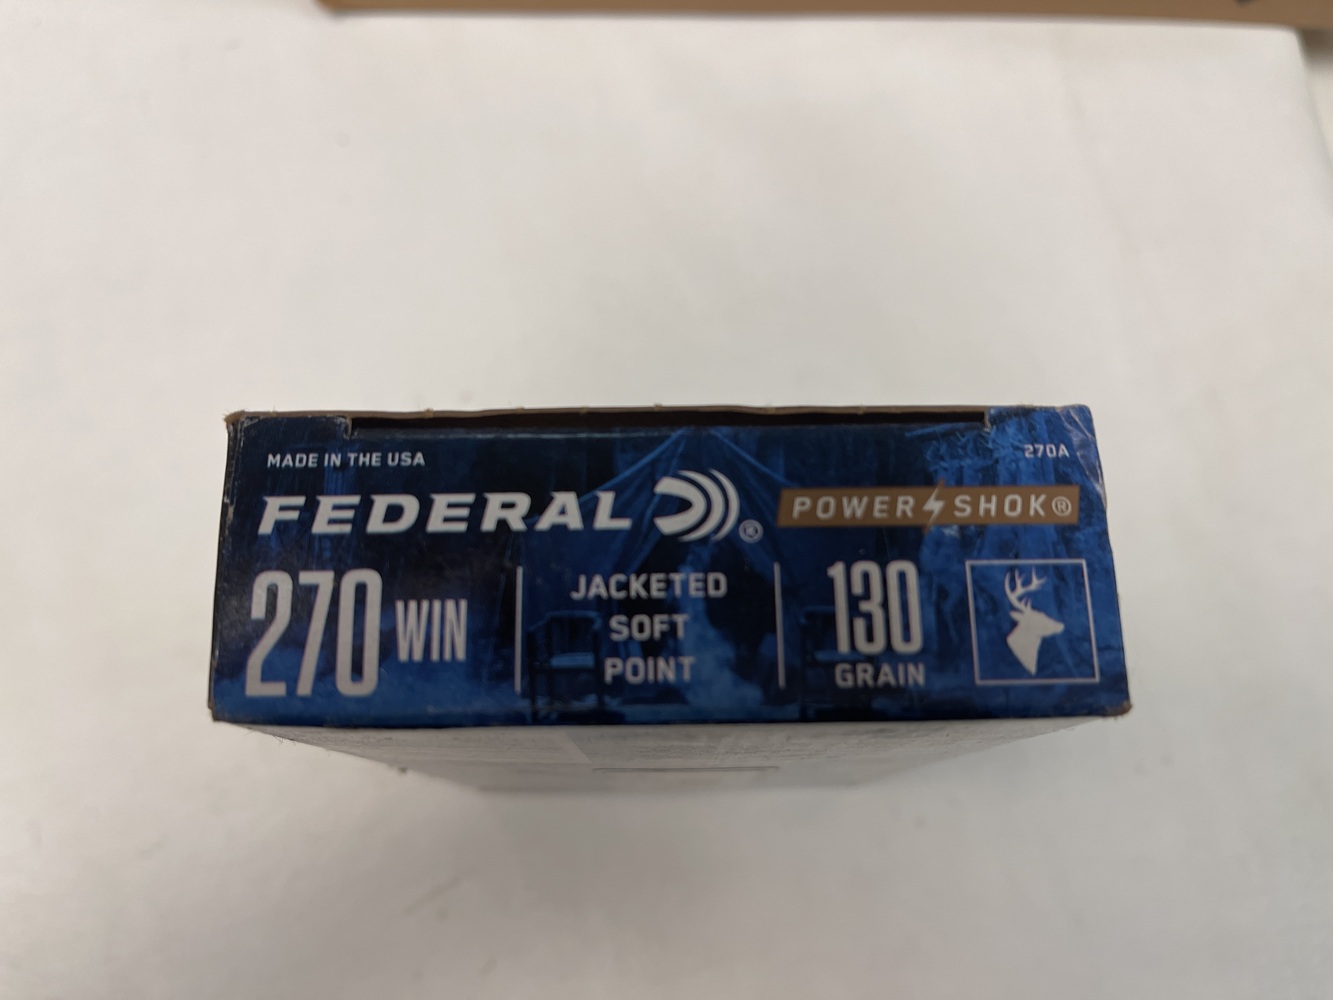 MADE IN THE USA
270A
FEDERAL ®
POWER SHOK®
270 WIN
JACKETED
SOFT
POINT
130
GRAIN